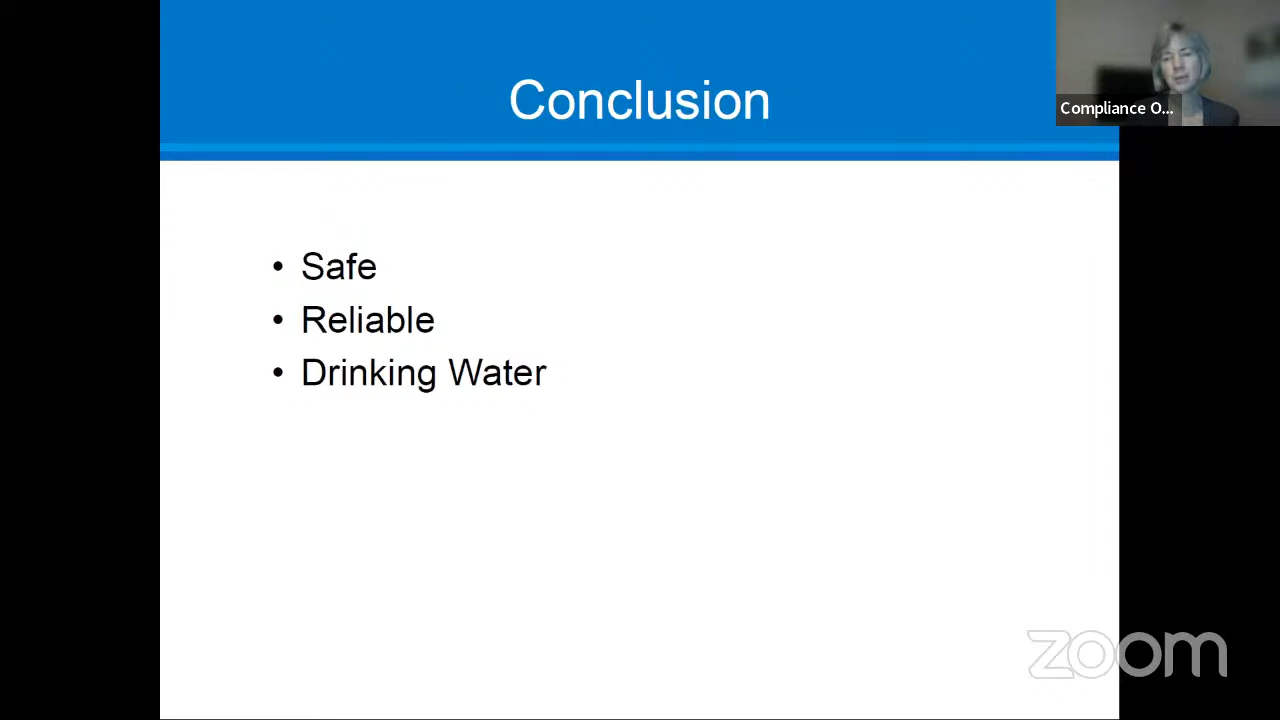 Conclusion
Compliance O...
• Safe
• Reliable
• Drinking Water
zoom